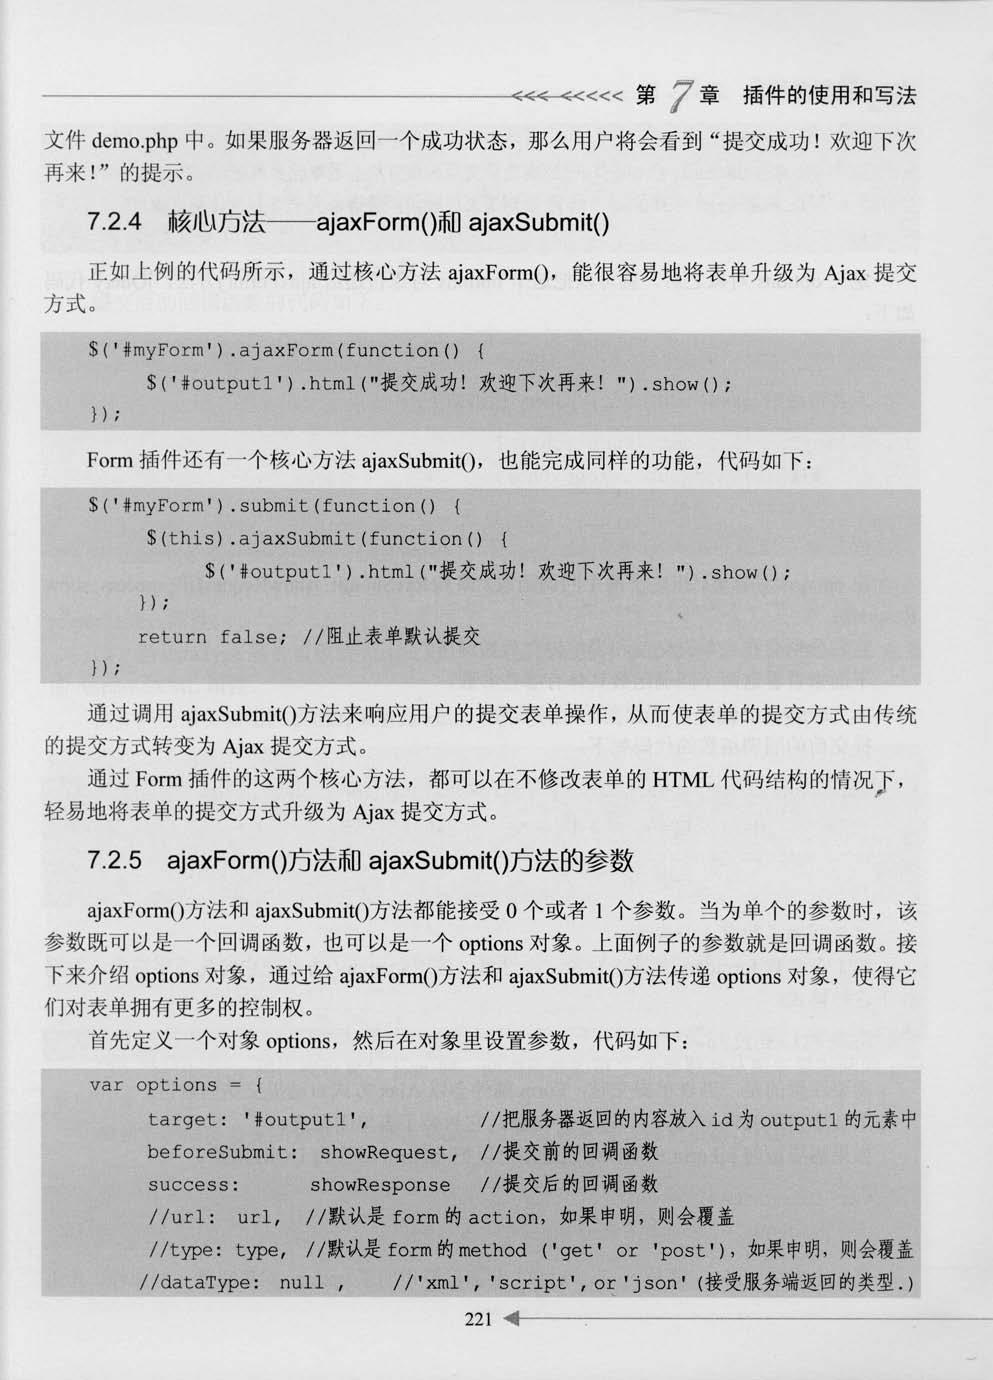 第7章 插件的使用和写法
文件 demo.php 中。如果服务器返回一个成功状态，那么用户将会看到“提交成功！欢迎下次
再来！”的提示。
7.2.4 核心方法——ajaxForm()和 ajaxSubmit()
正如上例的代码所示，通过核心方法 ajaxForm()，能很容易地将表单升级为 Ajax 提交
方式。
$('#myForm').ajaxForm(function() {
$('#output1').html("提交成功！欢迎下次再来！").show();
});
Form 插件还有一个核心方法 ajaxSubmit()，也能完成同样的功能，代码如下：
$('#myForm').submit(function() {
$(this).ajaxSubmit(function() {
$('#output1').html("提交成功！欢迎下次再来！").show();
});
return false; //阻止表单默认提交
});
通过调用 ajaxSubmit()方法来响应用户的提交表单操作，从而使表单的提交方式由传统
的提交方式转变为 Ajax 提交方式。
通过 Form 插件的这两个核心方法，都可以在不修改表单的 HTML 代码结构的情况下，
轻易地将表单的提交方式升级为 Ajax 提交方式。
7.2.5 ajaxForm()方法和 ajaxSubmit()方法的参数
ajaxForm()方法和 ajaxSubmit()方法都能接受 0 个或者 1 个参数。当为单个的参数时，该
参数既可以是一个回调函数，也可以是一个 options 对象。上面例子的参数就是回调函数。接
下来介绍 options 对象，通过给 ajaxForm()方法和 ajaxSubmit()方法传递 options 对象，使得它
们对表单拥有更多的控制权。
首先定义一个对象 options，然后在对象里设置参数，代码如下：
var options = {
target: '#output1', //把服务器返回的内容放入 id 为 output1 的元素中
beforeSubmit: showRequest, //提交前的回调函数
success: showResponse //提交后的回调函数
//url: url, //默认是 form 的 action，如果申明，则会覆盖
//type: type, //默认是 form 的 method ('get' or 'post')，如果申明，则会覆盖
//dataType: null , //'xml','script',or 'json' (接受服务端返回的类型.)
221